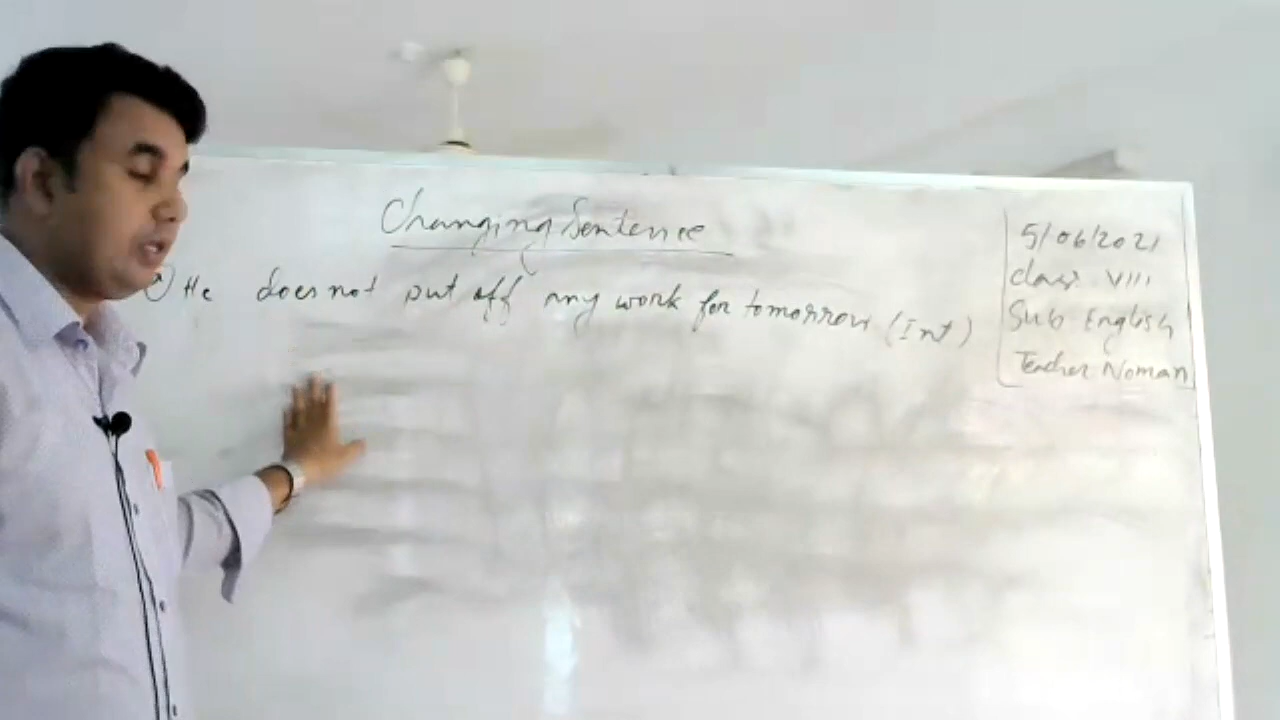 Changing Sentence
a) He does not put off any work for tomorrow (Int)
5/06/2021
class VIII
Sub English
Teacher Noman